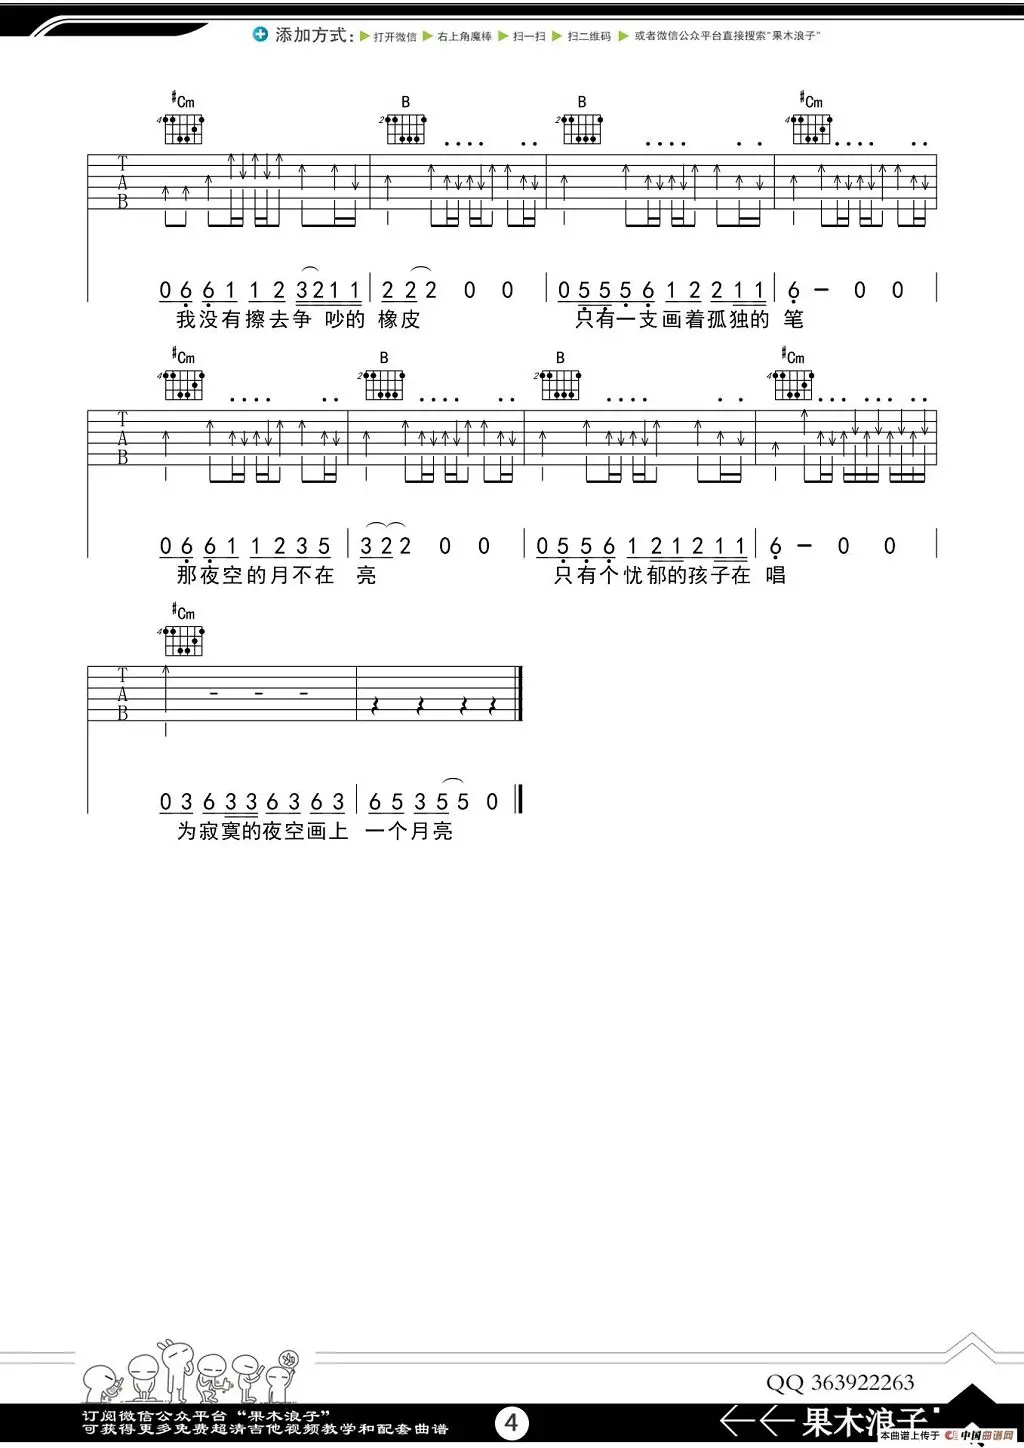 添加方式: ▶ 打开微信 ▶ 右上角魔棒 ▶ 扫一扫 ▶ 扫二维码 ▶ 或者微信公众平台直接搜索"果木浪子"
#Cm B B #Cm
4 2 2 4
T
A
B
0 6 6 1 1 2 3 2 1 1 | 2 2 2 0 0 | 0 5 5 5 6 1 2 2 1 1 | 6 — 0 0 |
我没有擦去争 吵的 橡皮 只有一支画着孤独的 笔
#Cm B B #Cm
4 2 2 4
T
A
B
0 6 6 1 1 2 3 5 | 3 2 2 0 0 | 0 5 5 6 1 2 1 2 1 1 | 6 — 0 0 |
那夜空的月不在 亮 只有个忧郁的孩子在 唱
#Cm
4
T
A
B
0 3 6 3 3 6 3 6 3 | 6 5 3 5 5 0 ‖
为寂寞的夜空画上 一个月亮
QQ 363922263
订阅微信公众平台“果木浪子”
可获得更多免费超清吉他视频教学和配套曲谱
4
果木浪子
本曲谱上传于 中国曲谱网